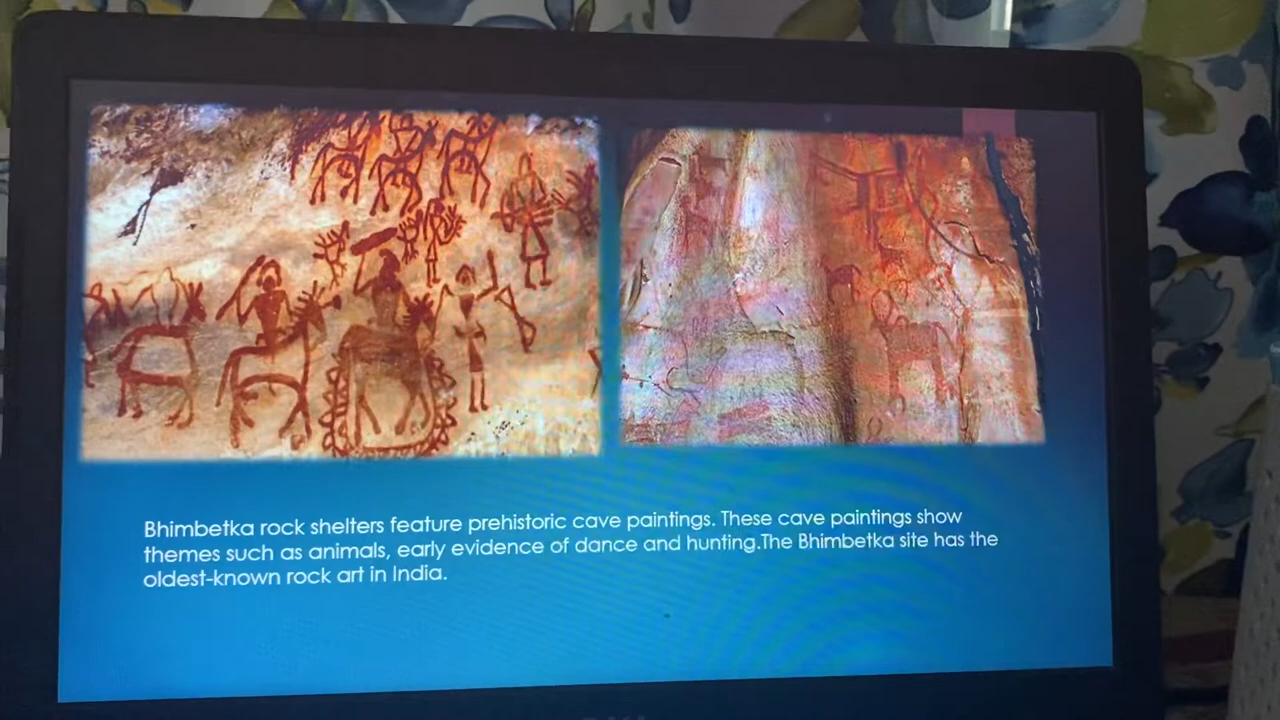 Bhimbetka rock shelters feature prehistoric cave paintings. These cave paintings show
themes such as animals, early evidence of dance and hunting.The Bhimbetka site has the
oldest-known rock art in India.